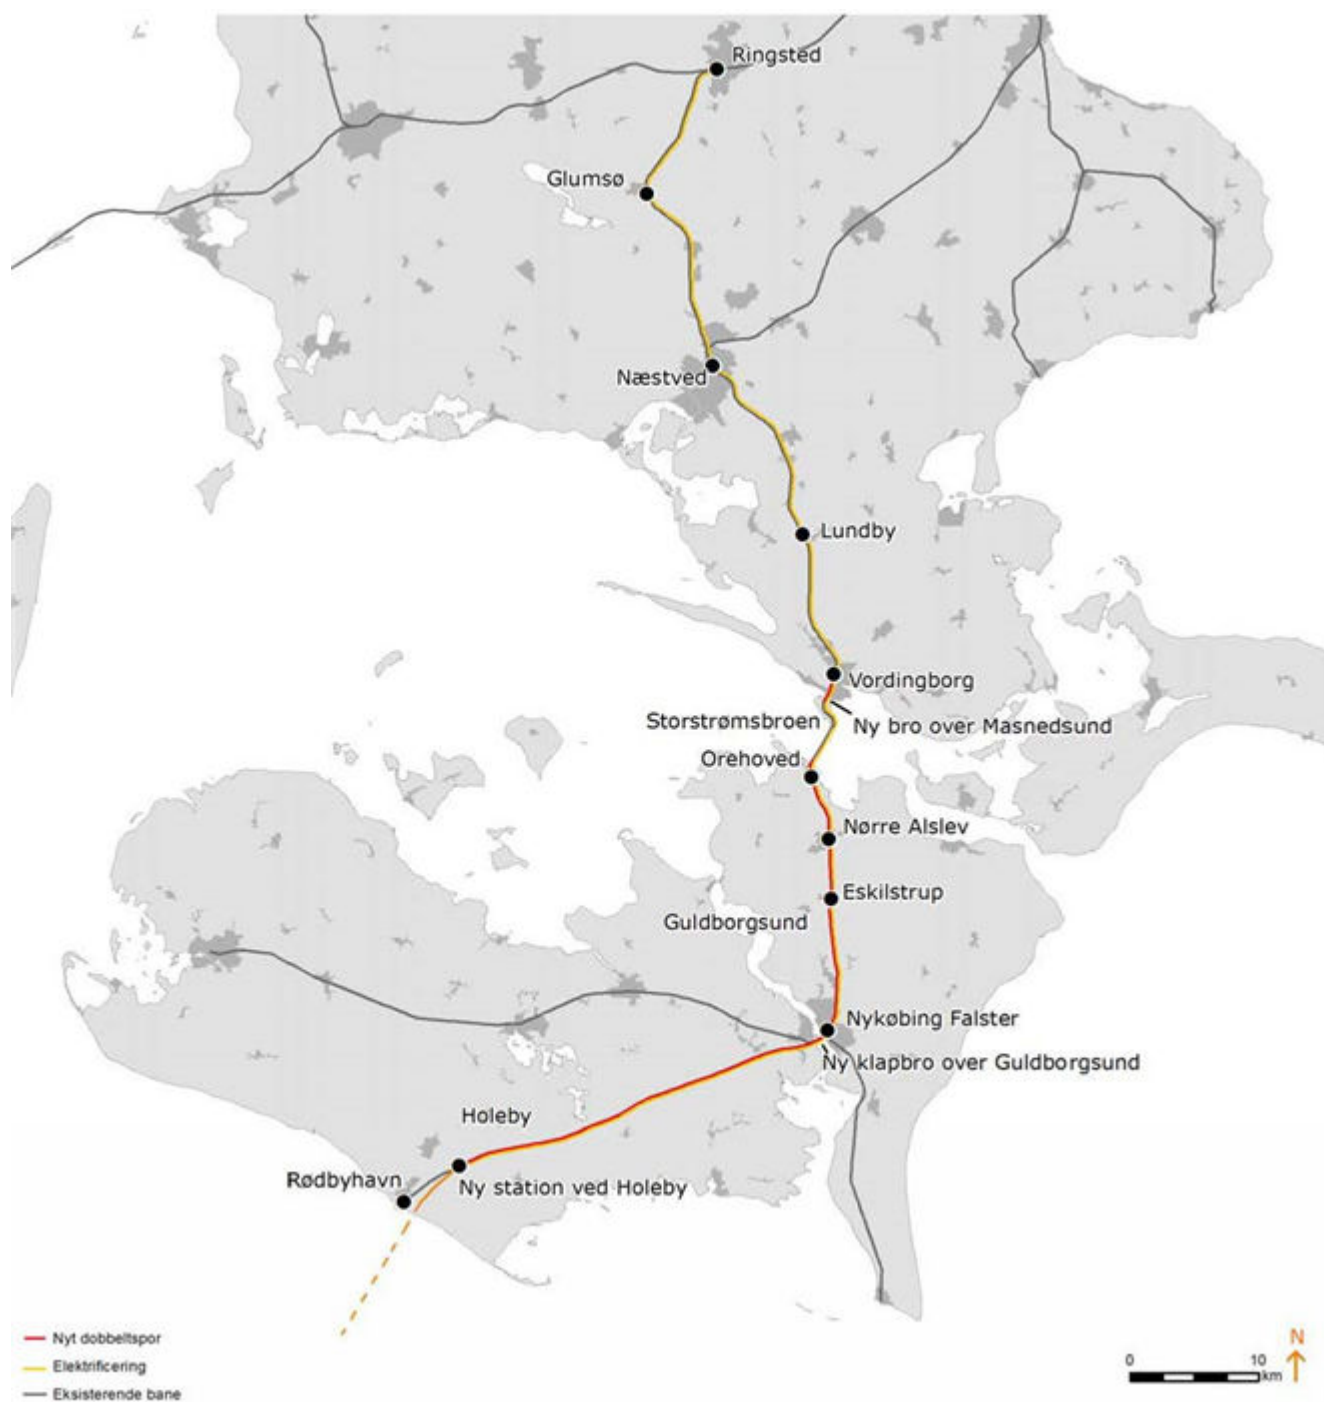 Ringsted
Glumsø
Næstved
Lundby
Vordingborg
Storstrømsbroen
Ny bro over Masnedsund
Orehoved
Nørre Alslev
Eskilstrup
Guldborgsund
Nykøbing Falster
Ny klapbro over Guldborgsund
Holeby
Rødbyhavn
Ny station ved Holeby
Nyt dobbeltspor
Elektrificering
Eksisterende bane
0 10
km
N